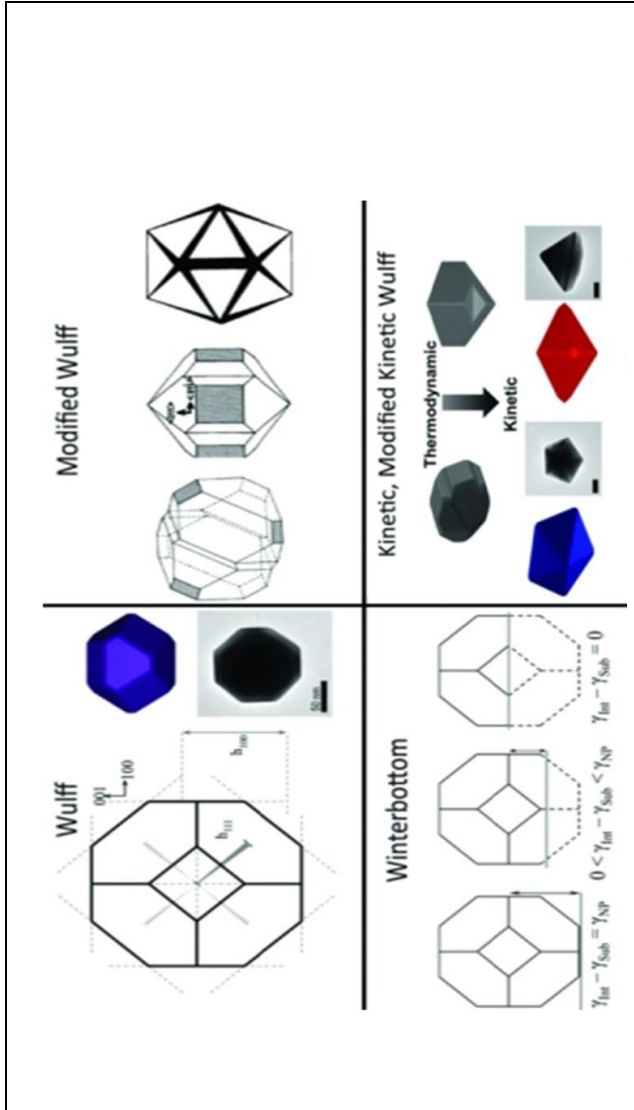 Wulff
001
100
h111
h100
50 nm
Modified Wulff
Winterbottom
γInt − γSub = γNP
0 < γInt − γSub < γNP
γInt − γSub = 0
Kinetic, Modified Kinetic Wulff
Thermodynamic
Kinetic